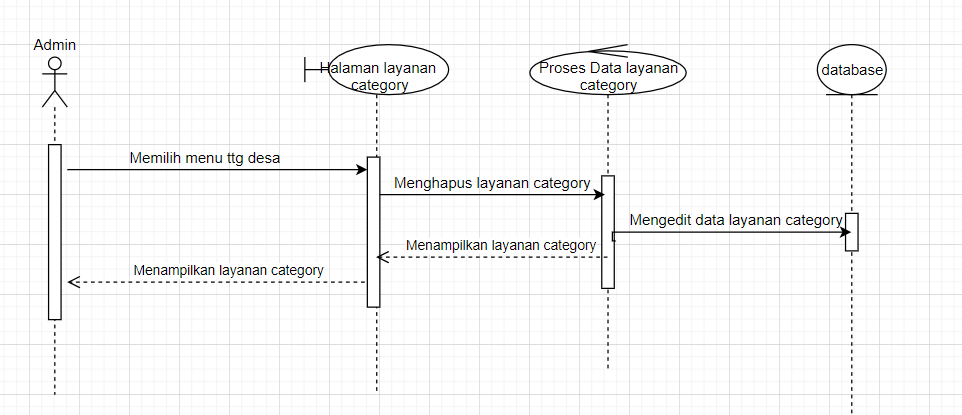 Admin
Halaman layanan
category
Proses Data layanan
category
database
Memilih menu ttg desa
Menghapus layanan category
Mengedit data layanan category
Menampilkan layanan category
Menampilkan layanan category